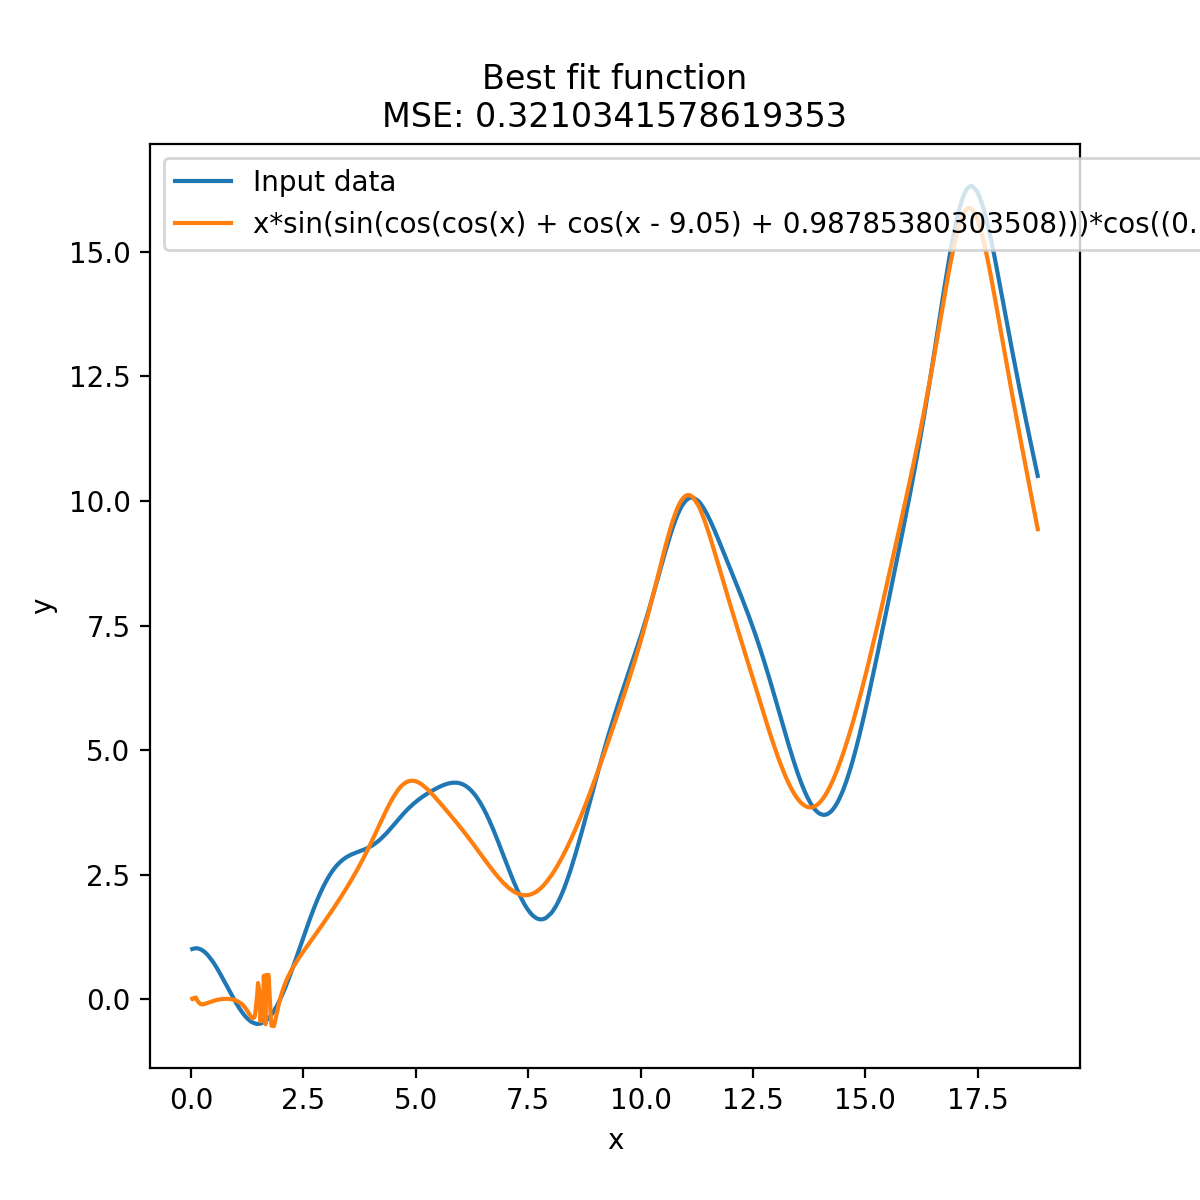 Best fit function
MSE: 0.3210341578619353
Input data
x*sin(sin(cos(cos(x) + cos(x - 9.05) + 0.98785380303508)))*cos((0.
15.0
12.5
10.0
7.5
5.0
2.5
0.0
y
0.0 2.5 5.0 7.5 10.0 12.5 15.0 17.5
x